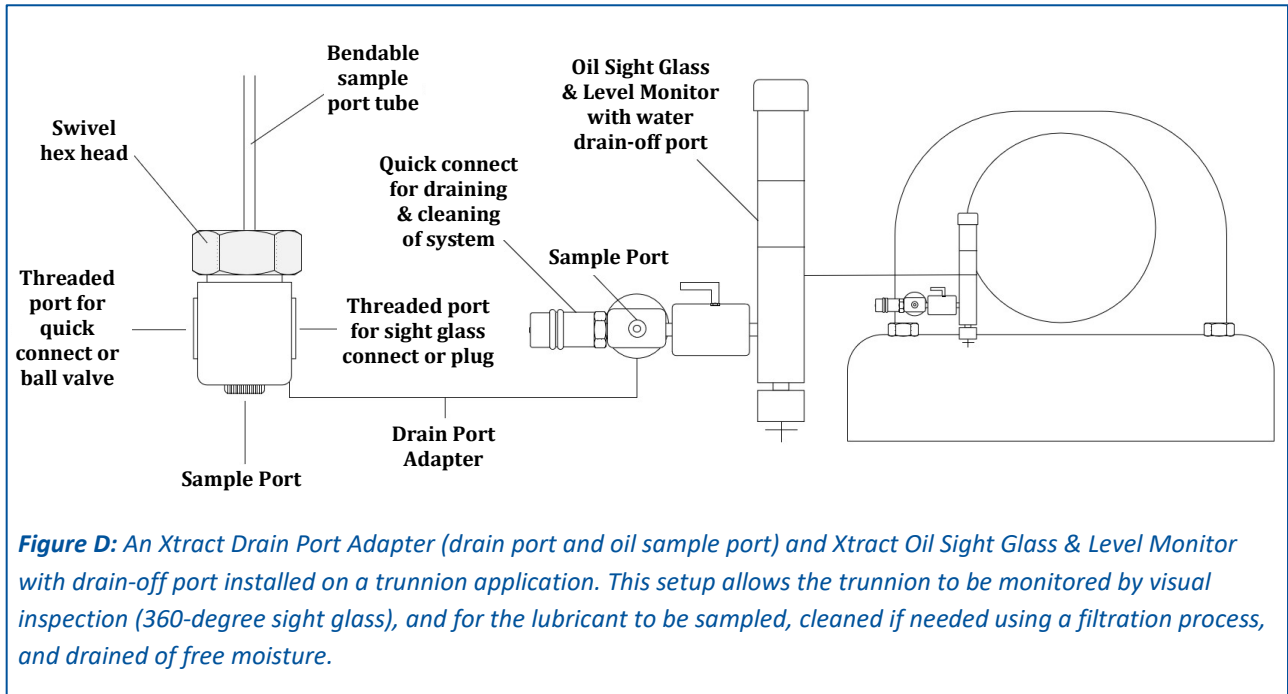 Bendable
sample
port tube
Swivel
hex head
Threaded
port for
quick
connect or
ball valve
Threaded port
for sight glass
connect or plug
Sample Port
Drain Port
Adapter
Quick connect
for draining
& cleaning
of system
Sample Port
Oil Sight Glass
& Level Monitor
with water
drain-off port
Figure D: An Xtract Drain Port Adapter (drain port and oil sample port) and Xtract Oil Sight Glass & Level Monitor
with drain-off port installed on a trunnion application. This setup allows the trunnion to be monitored by visual
inspection (360-degree sight glass), and for the lubricant to be sampled, cleaned if needed using a filtration process,
and drained of free moisture.